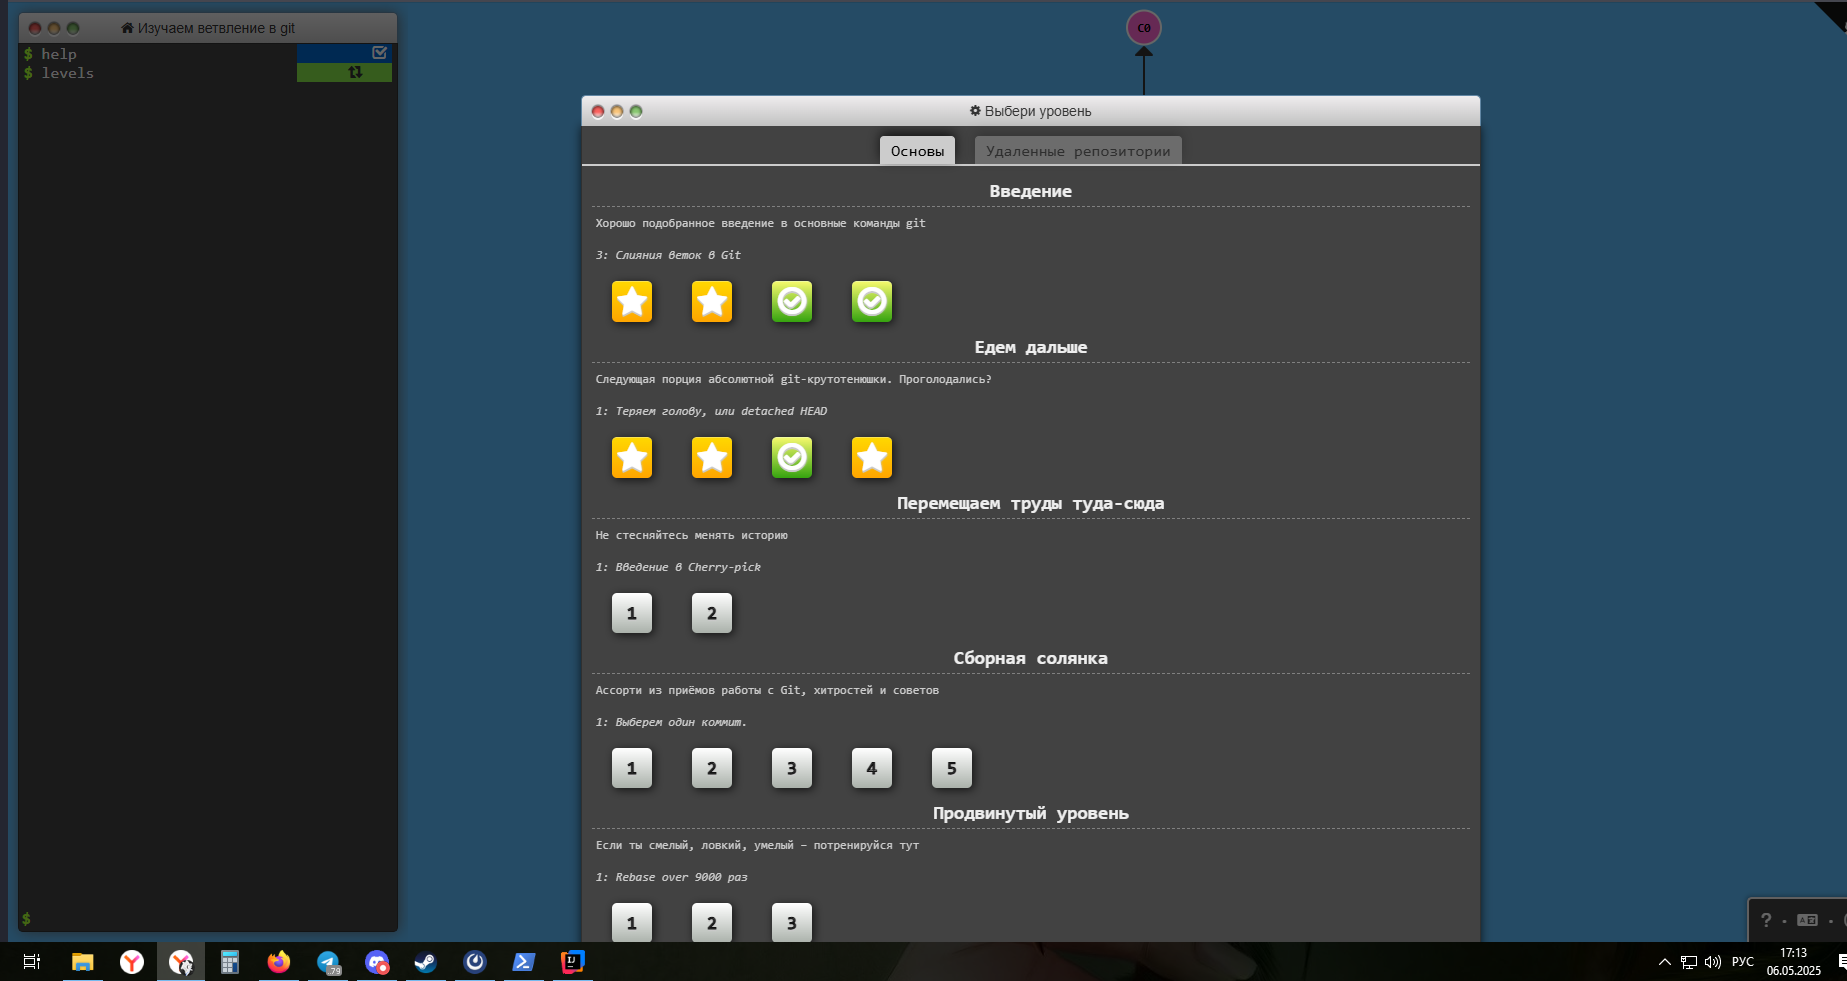 Изучаем ветвление в git
$ help
$ levels
$
C0
Выбери уровень
Основы
Удаленные репозитории
Введение
Хорошо подобранное введение в основные команды git
3: Слияния веток в Git
Едем дальше
Следующая порция абсолютной git-крутотенюшки. Проголодались?
1: Теряем голову, или detached HEAD
Перемещаем труды туда-сюда
Не стесняйтесь менять историю
1: Введение в Cherry-pick
1 2
Сборная солянка
Ассорти из приёмов работы с Git, хитростей и советов
1: Выберем один коммит.
1 2 3 4 5
Продвинутый уровень
Если ты смелый, ловкий, умелый – потренируйся тут
1: Rebase over 9000 раз
1 2 3
?
79
IJ
РУС
17:13
06.05.2025